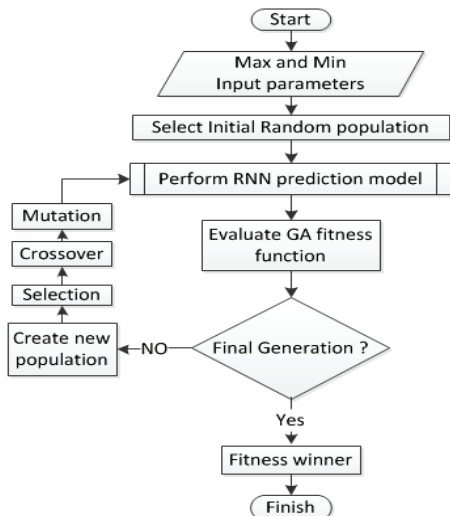 Start
Max and Min
Input parameters
Select Initial Random population
Perform RNN prediction model
Mutation
Evaluate GA fitness
function
Crossover
Selection
Create new
population
NO
Final Generation ?
Yes
Fitness winner
Finish